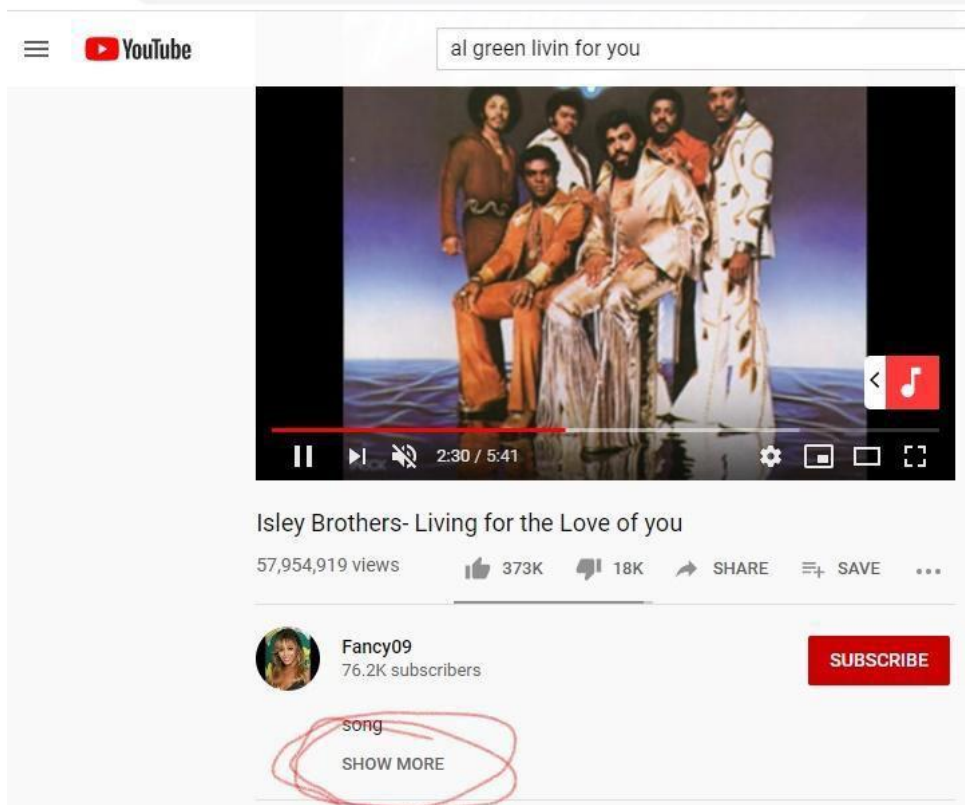 YouTube
al green livin for you
2:30 / 5:41
Isley Brothers- Living for the Love of you
57,954,919 views 373K 18K SHARE SAVE
Fancy09
76.2K subscribers
SUBSCRIBE
song
SHOW MORE